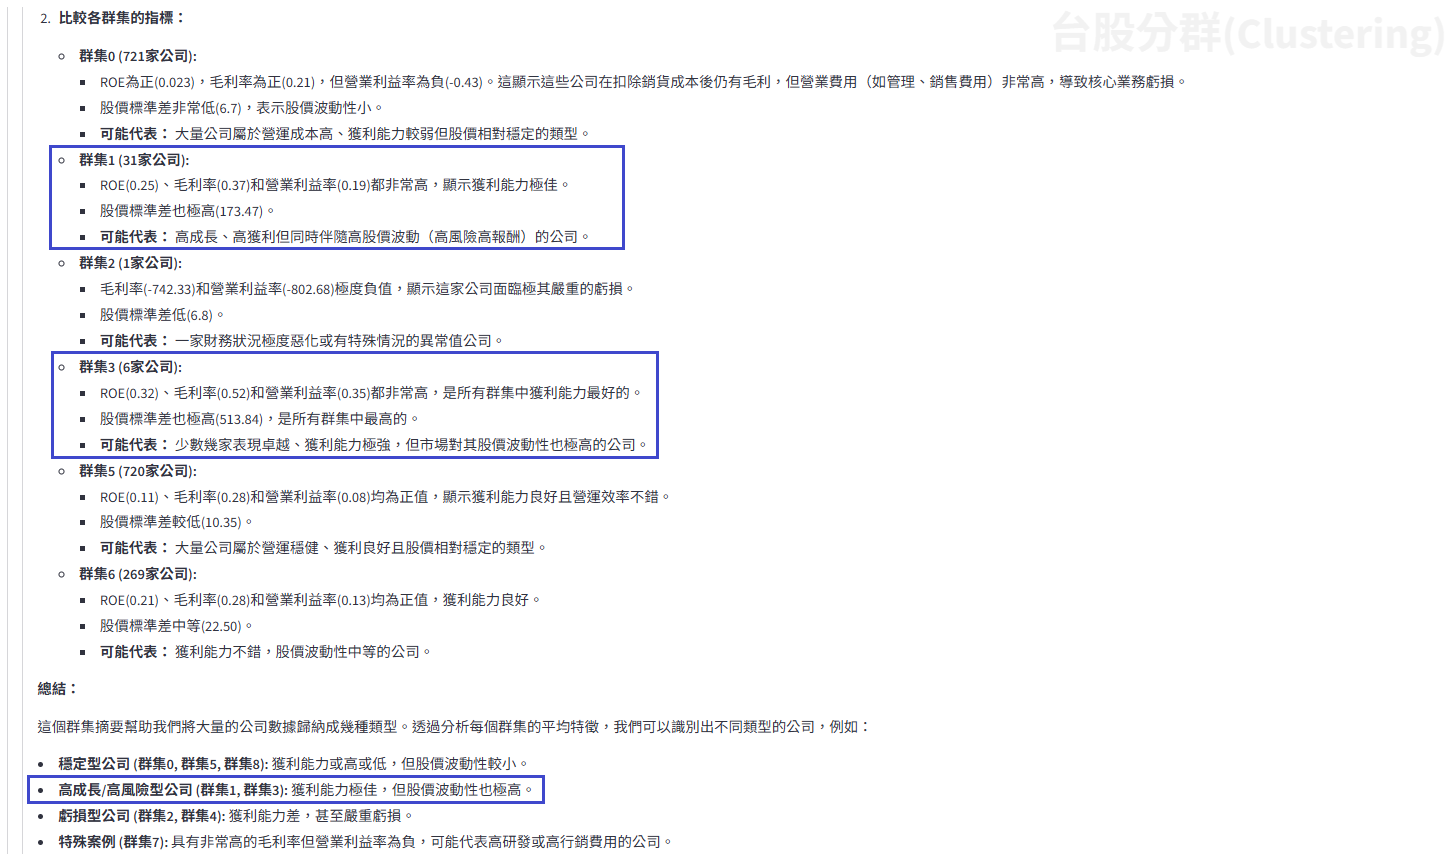 台股分群(Clustering)
2. 比較各群集的指標：
群集0 (721家公司):
ROE為正(0.023)，毛利率為正(0.21)，但營業利益率為負(-0.43)。這顯示這些公司在扣除銷貨成本後仍有毛利，但營業費用（如管理、銷售費用）非常高，導致核心業務虧損。
股價標準差非常低(6.7)，表示股價波動性小。
可能代表： 大量公司屬於營運成本高、獲利能力較弱但股價相對穩定的類型。
群集1 (31家公司):
ROE(0.25)、毛利率(0.37)和營業利益率(0.19)都非常高，顯示獲利能力極佳。
股價標準差也極高(173.47)。
可能代表： 高成長、高獲利但同時伴隨高股價波動（高風險高報酬）的公司。
群集2 (1家公司):
毛利率(-742.33)和營業利益率(-802.68)極度負值，顯示這家公司面臨極其嚴重的虧損。
股價標準差低(6.8)。
可能代表： 一家財務狀況極度惡化或有特殊情況的異常值公司。
群集3 (6家公司):
ROE(0.32)、毛利率(0.52)和營業利益率(0.35)都非常高，是所有群集中獲利能力最好的。
股價標準差也極高(513.84)，是所有群集中最高的。
可能代表： 少數幾家表現卓越、獲利能力極強，但市場對其股價波動性也極高的公司。
群集5 (720家公司):
ROE(0.11)、毛利率(0.28)和營業利益率(0.08)均為正值，顯示獲利能力良好且營運效率不錯。
股價標準差較低(10.35)。
可能代表： 大量公司屬於營運穩健、獲利良好且股價相對穩定的類型。
群集6 (269家公司):
ROE(0.21)、毛利率(0.28)和營業利益率(0.13)均為正值，獲利能力良好。
股價標準差中等(22.50)。
可能代表： 獲利能力不錯，股價波動性中等的公司。
總結：
這個群集摘要幫助我們將大量的公司數據歸納成幾種類型。透過分析每個群集的平均特徵，我們可以識別出不同類型的公司，例如：
穩定型公司 (群集0, 群集5, 群集8): 獲利能力或高或低，但股價波動性較小。
高成長/高風險型公司 (群集1, 群集3): 獲利能力極佳，但股價波動性也極高。
虧損型公司 (群集2, 群集4): 獲利能力差，甚至嚴重虧損。
特殊案例 (群集7): 具有非常高的毛利率但營業利益率為負，可能代表高研發或高行銷費用的公司。